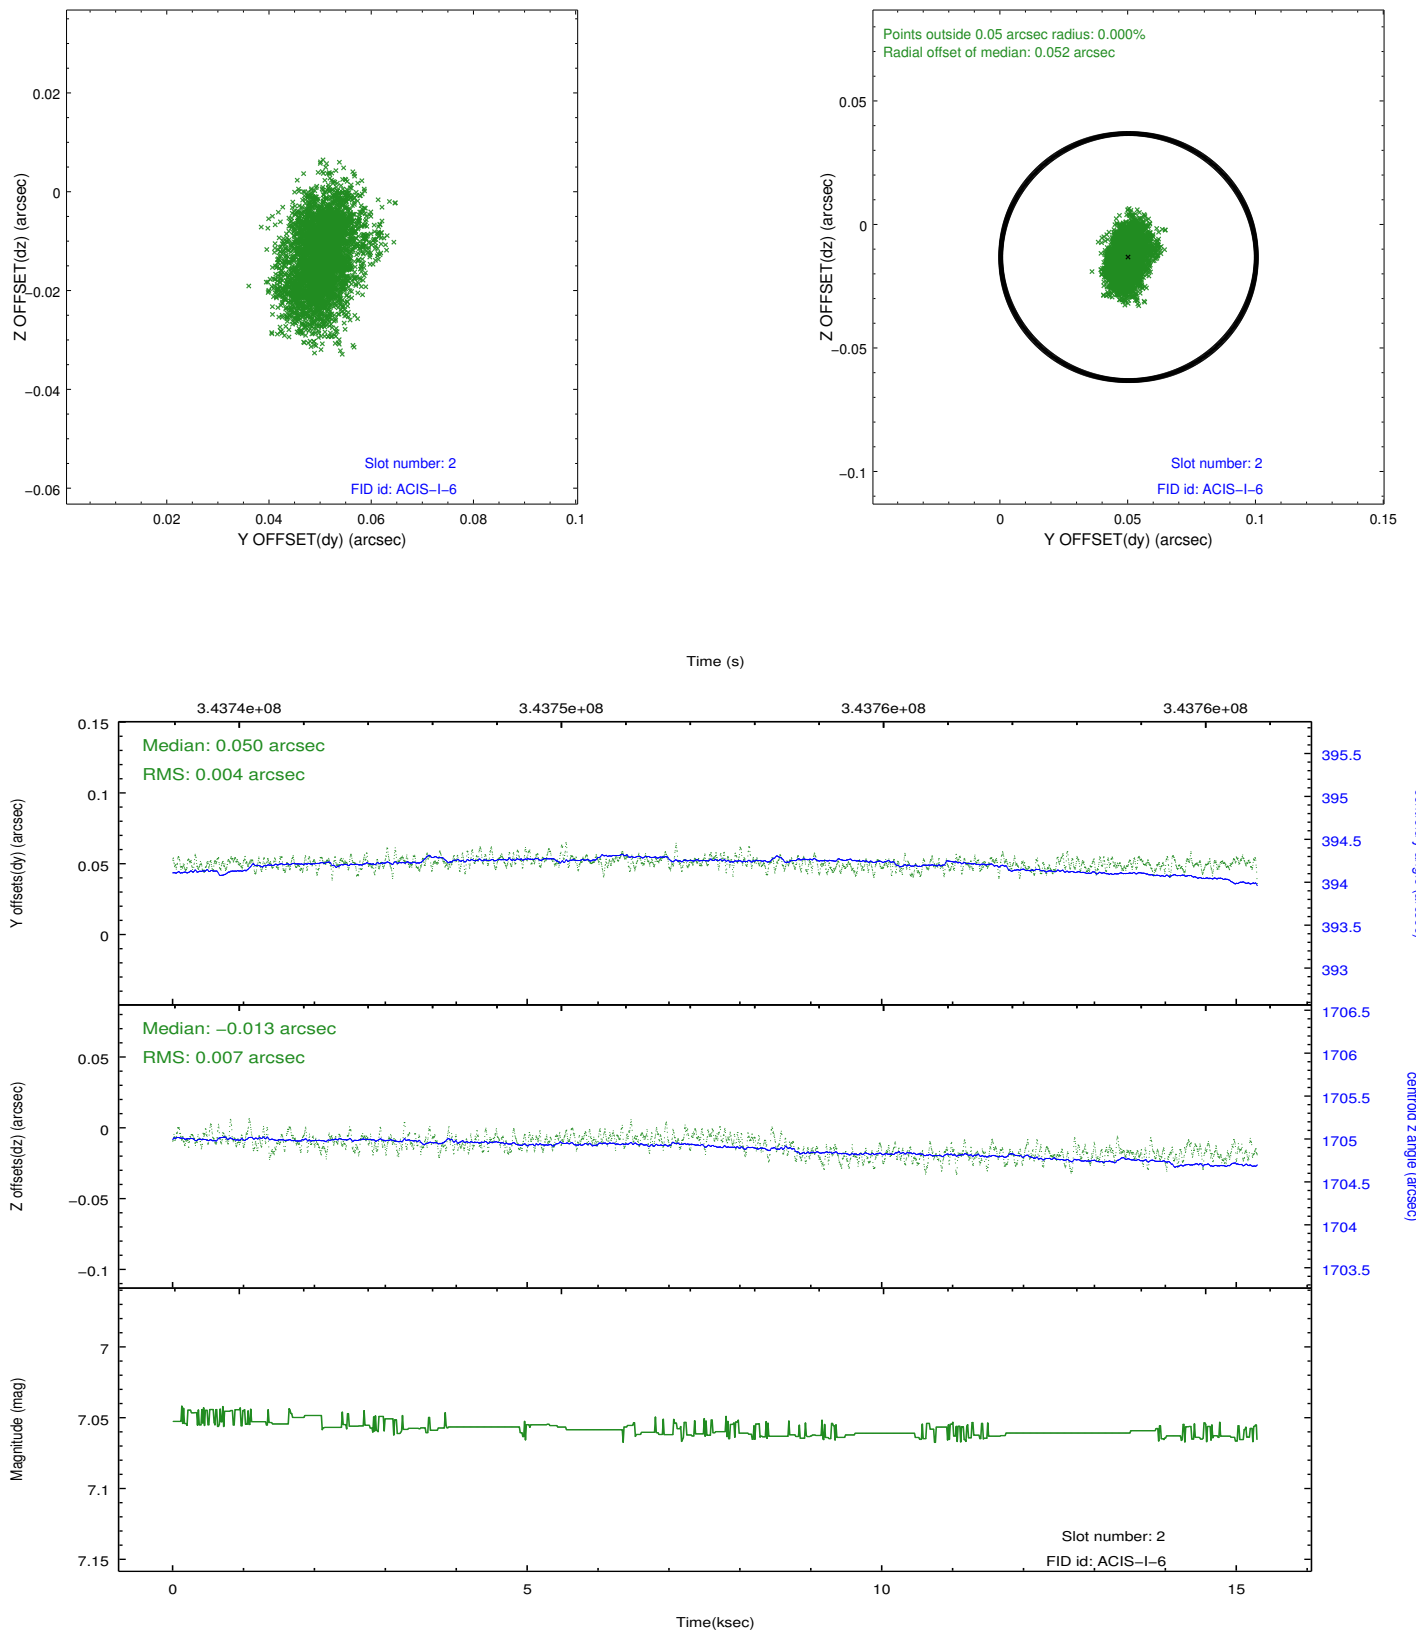 0.02
0
−0.02
−0.04
−0.06
Z OFFSET(dz) (arcsec)
Slot number: 2
FID id: ACIS−I−6
0.02
0.04
0.06
0.08
0.1
Y OFFSET(dy) (arcsec)
Points outside 0.05 arcsec radius: 0.000%
Radial offset of median: 0.052 arcsec
0.05
0
−0.05
−0.1
Z OFFSET(dz) (arcsec)
Slot number: 2
FID id: ACIS−I−6
0
0.05
0.1
0.15
Y OFFSET(dy) (arcsec)
Time (s)
3.4374e+08
3.4375e+08
3.4376e+08
3.4376e+08
0.15
0.1
0.05
0
Y offsets(dy) (arcsec)
Median: 0.050 arcsec
RMS: 0.004 arcsec
395.5
395
394.5
394
393.5
393
0.05
0
−0.05
−0.1
Z offsets(dz) (arcsec)
Median: −0.013 arcsec
RMS: 0.007 arcsec
1706.5
1706
1705.5
1705
1704.5
1704
1703.5
centroid z angle (arcsec)
7
7.05
7.1
7.15
Magnitude (mag)
Slot number: 2
FID id: ACIS−I−6
0
5
10
15
Time(ksec)